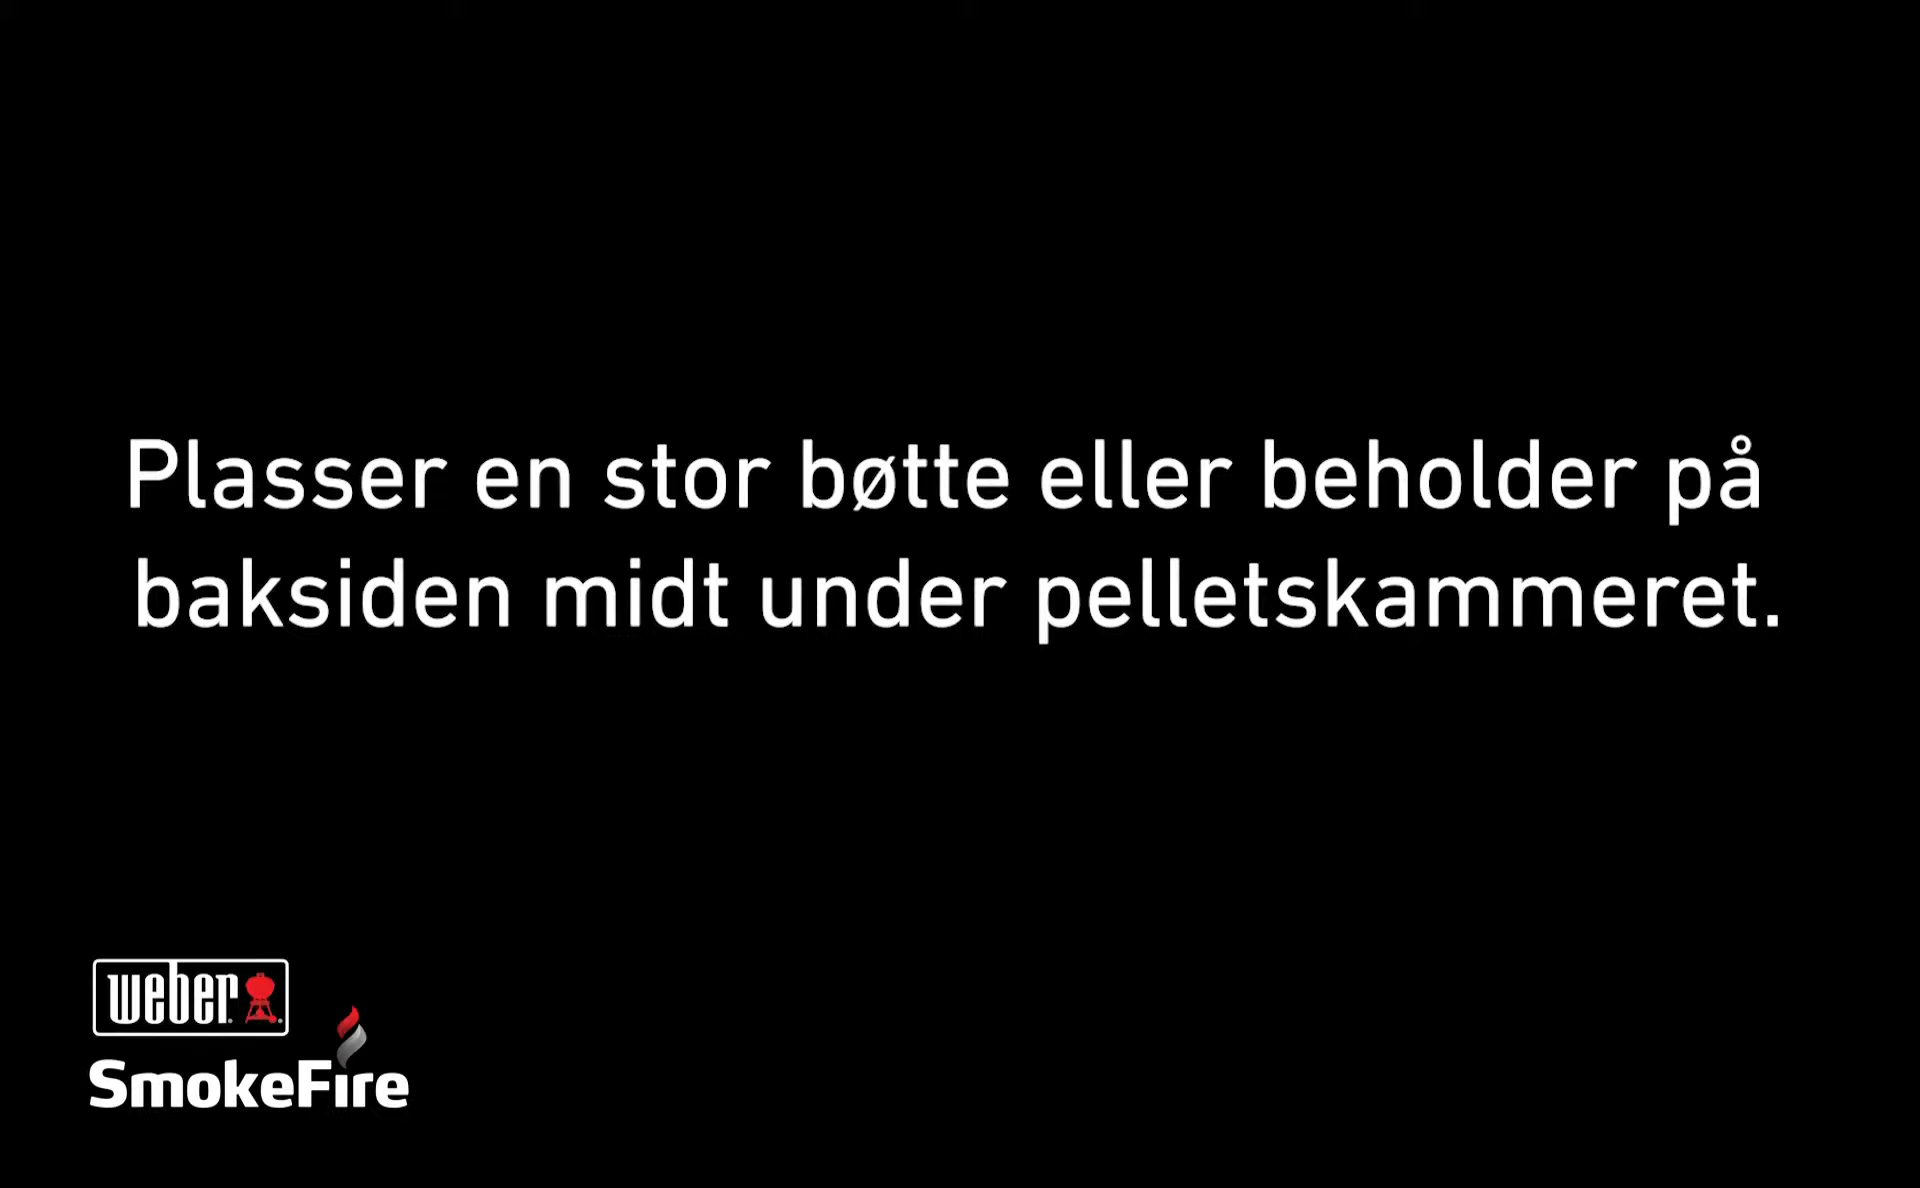 Plasser en stor bøtte eller beholder på
baksiden midt under pelletskammeret.
weber
SmokeFire